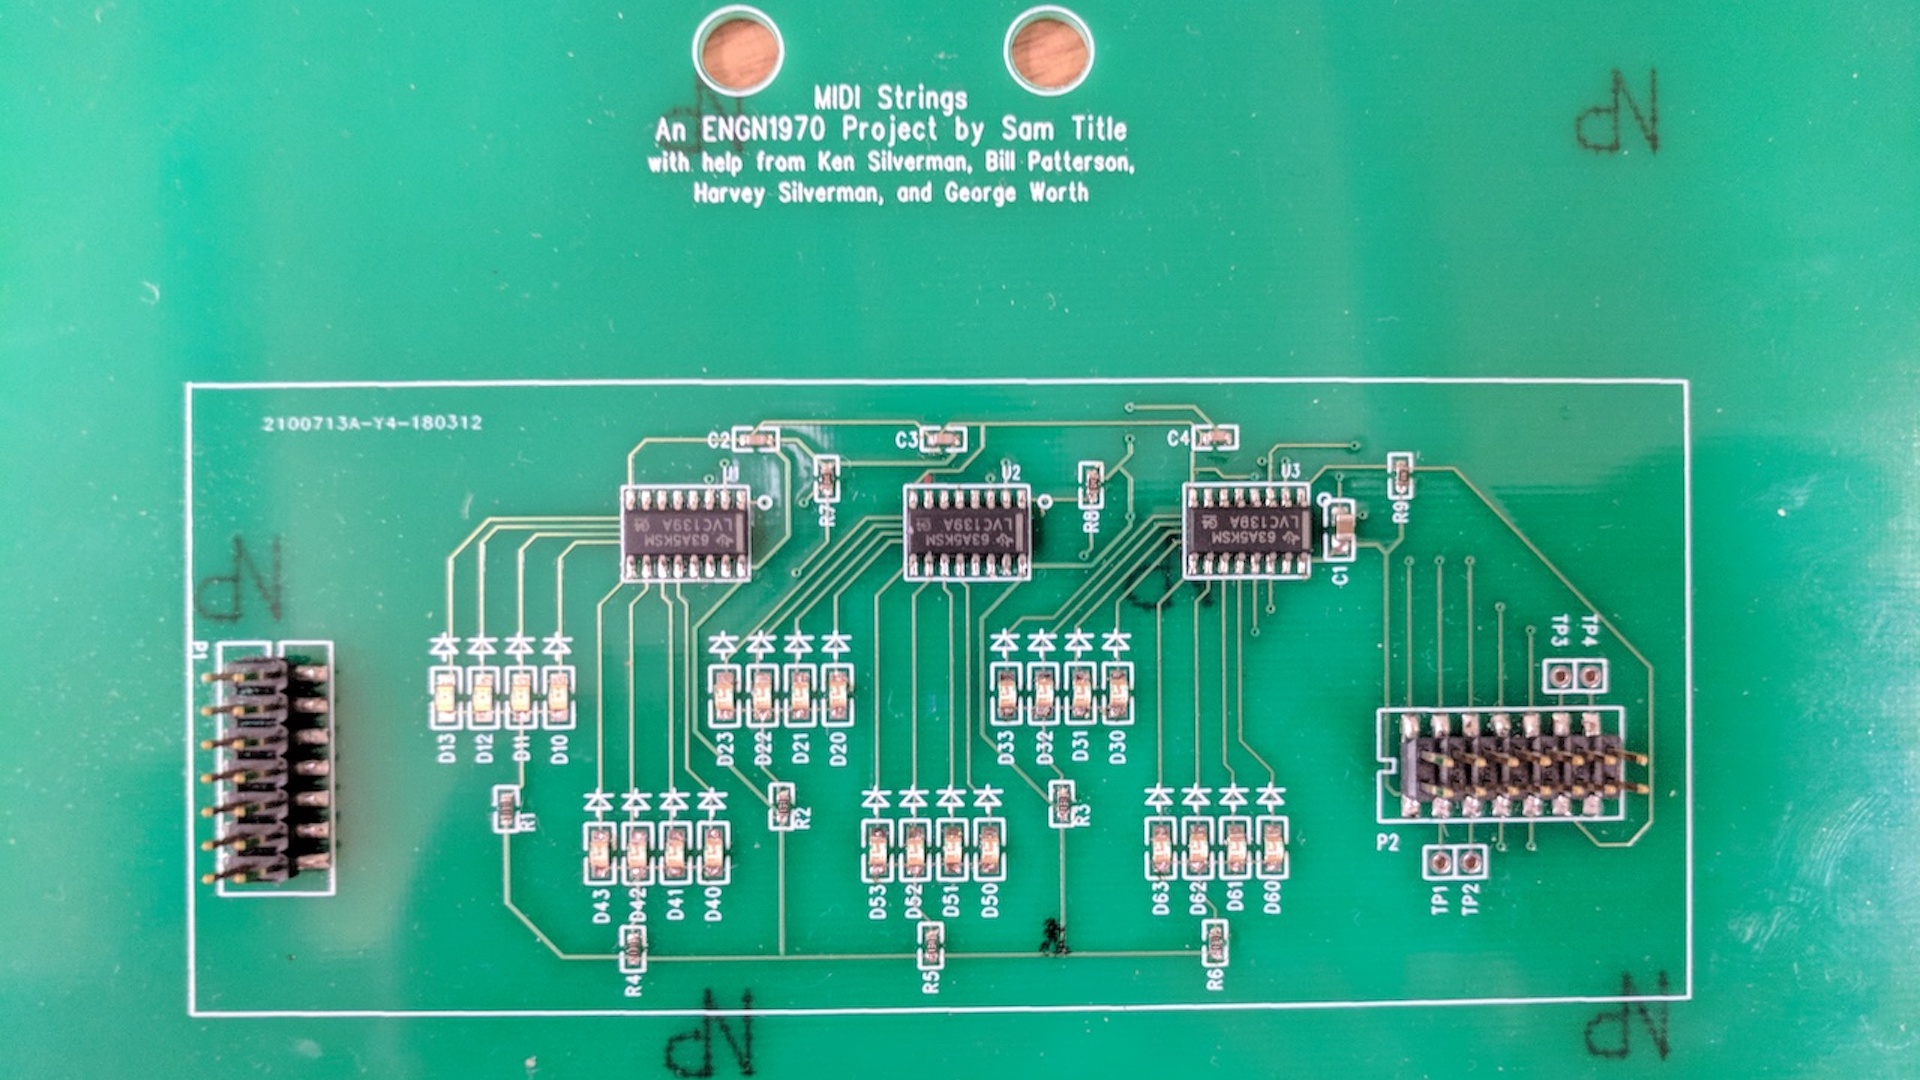 MIDI Strings
An ENGN1970 Project by Sam Title
with help from Ken Silverman, Bill Patterson,
Harvey Silverman, and George Worth
NP
NP
2100713A-Y4-180312
C2
C3
C4
U1
U2
U3
R7
R8
R9
C1
LVC139A
63A5KSM
LVC139A
63A5KSM
LVC139A
63A5KSM
NP
P1
TP3
TP4
D13
D12
D11
D10
D23
D22
D21
D20
D33
D32
D31
D30
R1
R2
R3
P2
D43
D42
D41
D40
D53
D52
D51
D50
D63
D62
D61
D60
TP1
TP2
R4
R5
R6
NP
NP